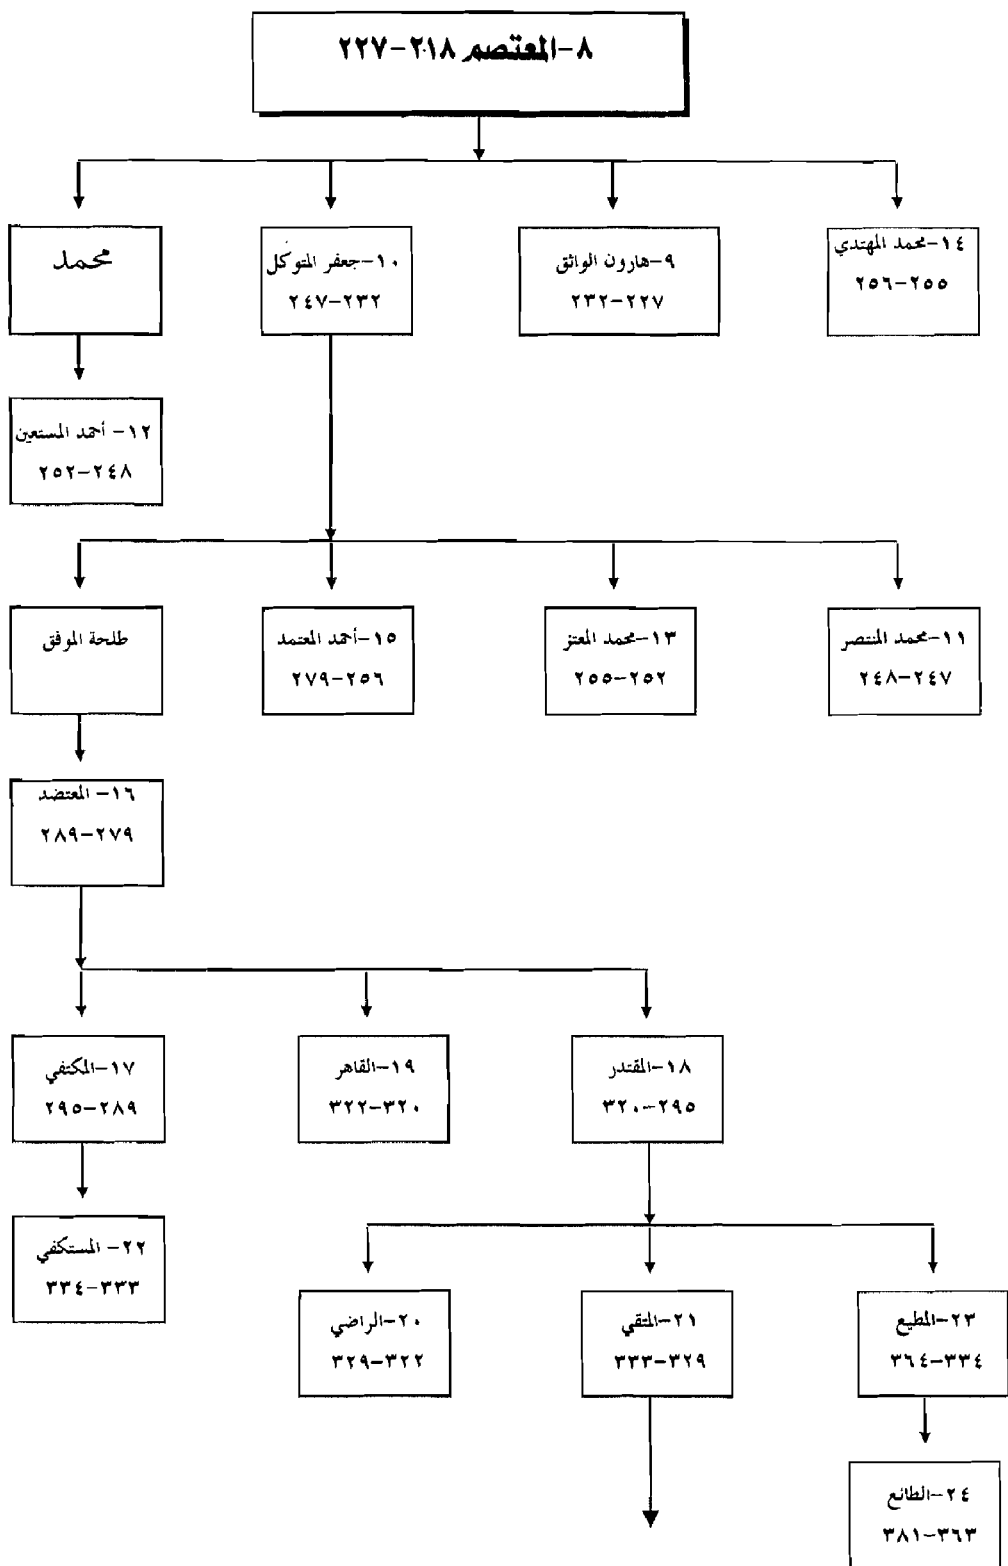 ٨-المعتصم ٢١٨-٢٢٧
١٤-محمد المهتدي
٢٥٥-٢٥٦
٩-هارون الواثق
٢٢٧-٢٣٢
١٠-جعفر المتوكل
٢٣٢-٢٤٧
محمد
١٢- أحمد المستعين
٢٤٨-٢٥٢
١١-محمد المنتصر
٢٤٧-٢٤٨
١٣-محمد المعتز
٢٥٢-٢٥٥
١٥-أحمد المعتمد
٢٥٦-٢٧٩
طلحة الموفق
١٦- المعتضد
٢٧٩-٢٨٩
١٨-المقتدر
٢٩٥-٣٢٠
١٩-القاهر
٣٢٠-٣٢٢
١٧-المكتفي
٢٨٩-٢٩٥
٢٢- المستكفي
٣٣٣-٣٣٤
٢٣-المطيع
٣٣٤-٣٦٤
٢١-المتقي
٣٢٩-٣٣٣
٢٠-الراضي
٣٢٢-٣٢٩
٢٤-الطائع
٣٦٣-٣٨١